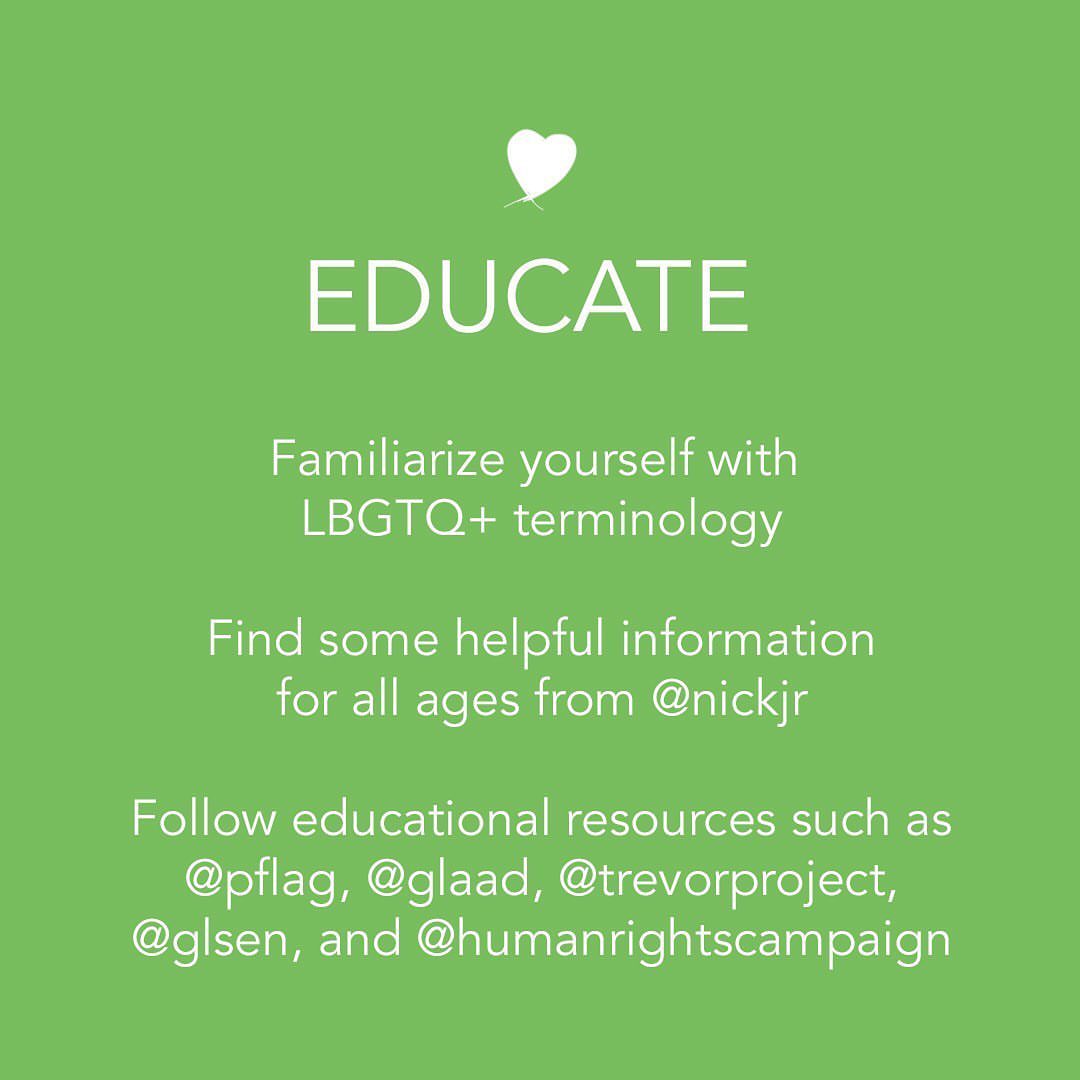 EDUCATE
Familiarize yourself with
LBGTQ+ terminology
Find some helpful information
for all ages from @nickjr
Follow educational resources such as
@pflag, @glaad, @trevorproject,
@glsen, and @humanrightscampaign